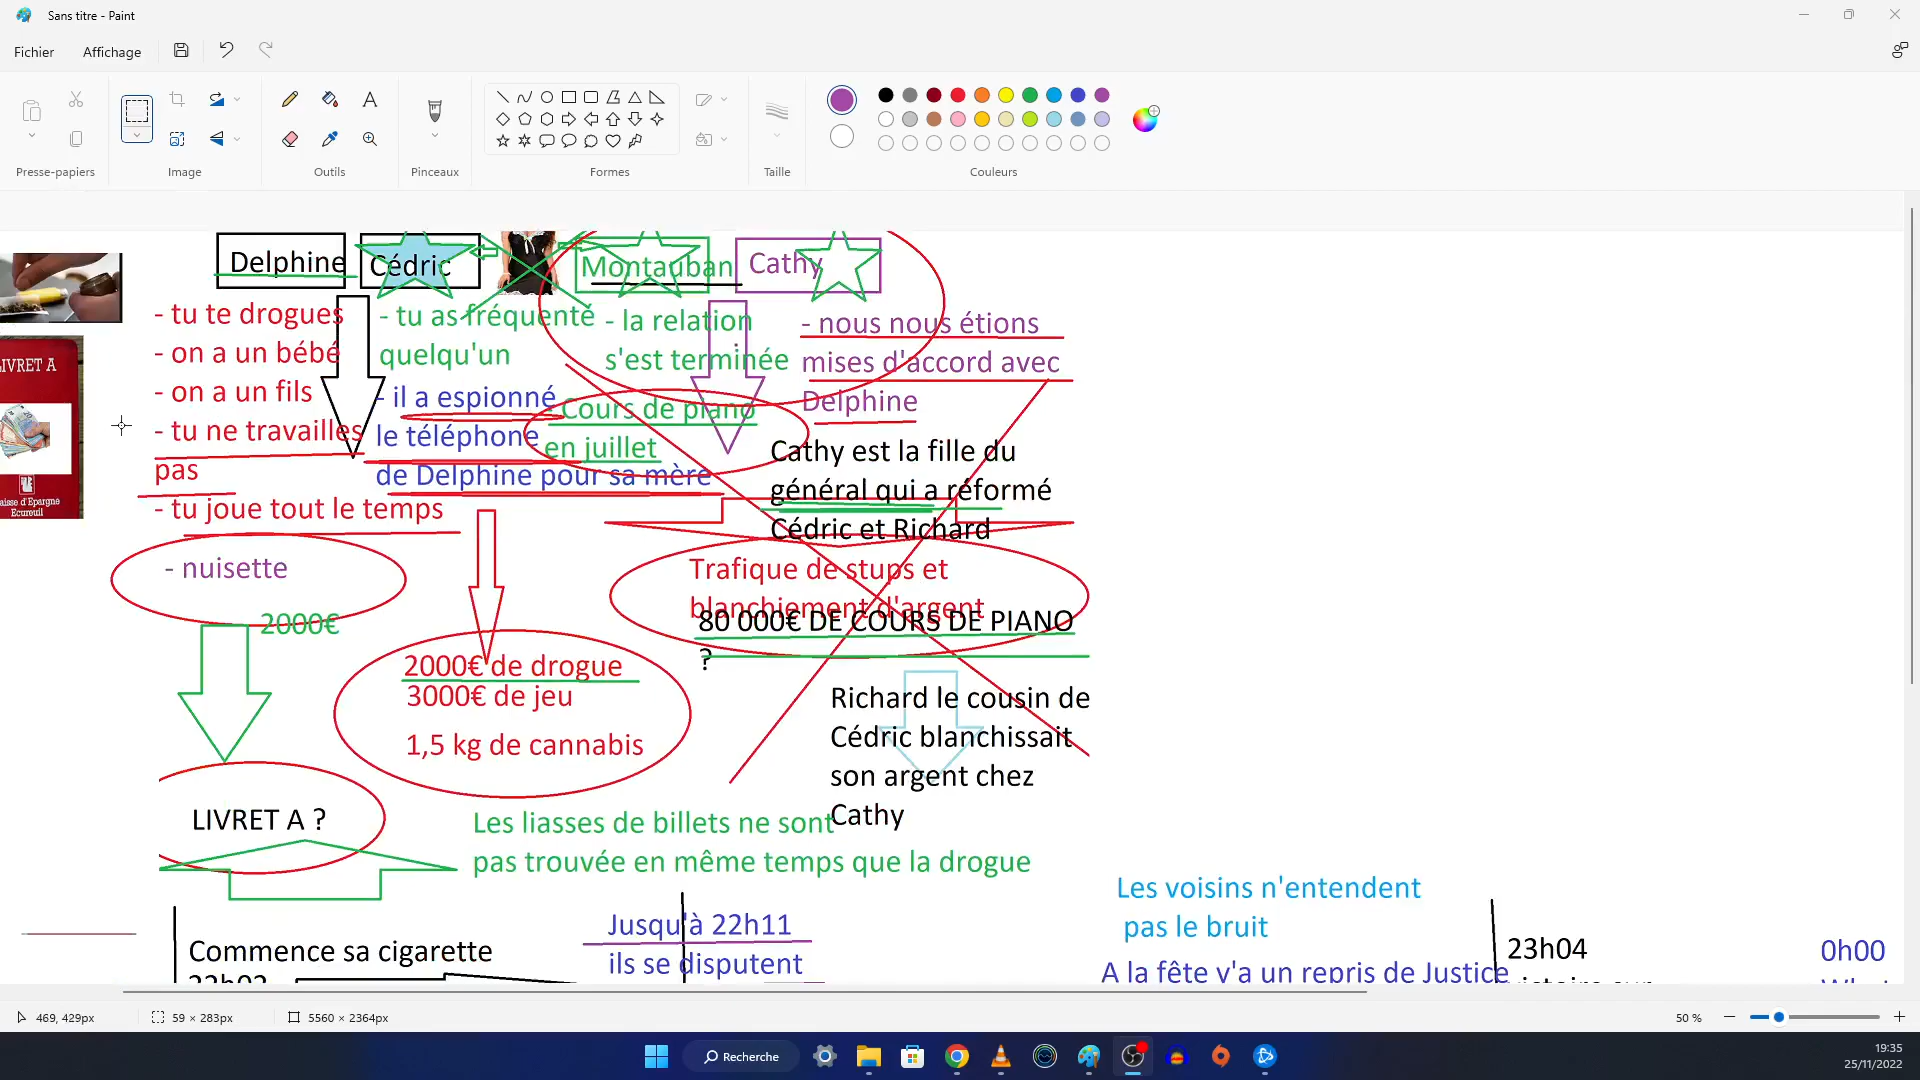 Sans titre - Paint
Fichier
Affichage
Presse-papiers
Image
Outils
Pinceaux
Formes
Taille
Couleurs
Delphine
Cédric
Montauban
Cathy
- tu te drogues
- on a un bébé
- on a un fils
- tu ne travailles
pas
- tu joue tout le temps
- tu as fréquenté
quelqu'un
- il a espionné
le téléphone
de Delphine pour sa mère
- la relation
s'est terminée
Cours de piano
en juillet
- nous nous étions
mises d'accord avec
Delphine
Cathy est la fille du
général qui a réformé
Cédric et Richard
LIVRET A
Caisse d'Epargne
Ecureuil
- nuisette
2000€
Trafique de stups et
blanchiement d'argent
80 000€ DE COURS DE PIANO
?
2000€ de drogue
3000€ de jeu
1,5 kg de cannabis
Richard le cousin de
Cédric blanchissait
son argent chez
Cathy
LIVRET A ?
Les liasses de billets ne sont
pas trouvée en même temps que la drogue
Commence sa cigarette
Jusqu'à 22h11
ils se disputent
Les voisins n'entendent
pas le bruit
A la fête y'a un repris de Justice
23h04
0h00
469, 429px
59 × 283px
5560 × 2364px
50 %
Recherche
19:35
25/11/2022